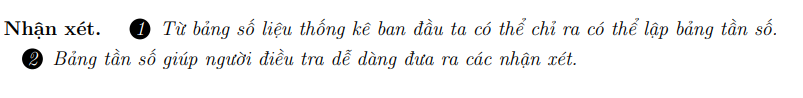 Nhận xét. ❶ Từ bảng số liệu thống kê ban đầu ta có thể chỉ ra có thể lập bảng tần số.
❷ Bảng tần số giúp người điều tra dễ dàng đưa ra các nhận xét.